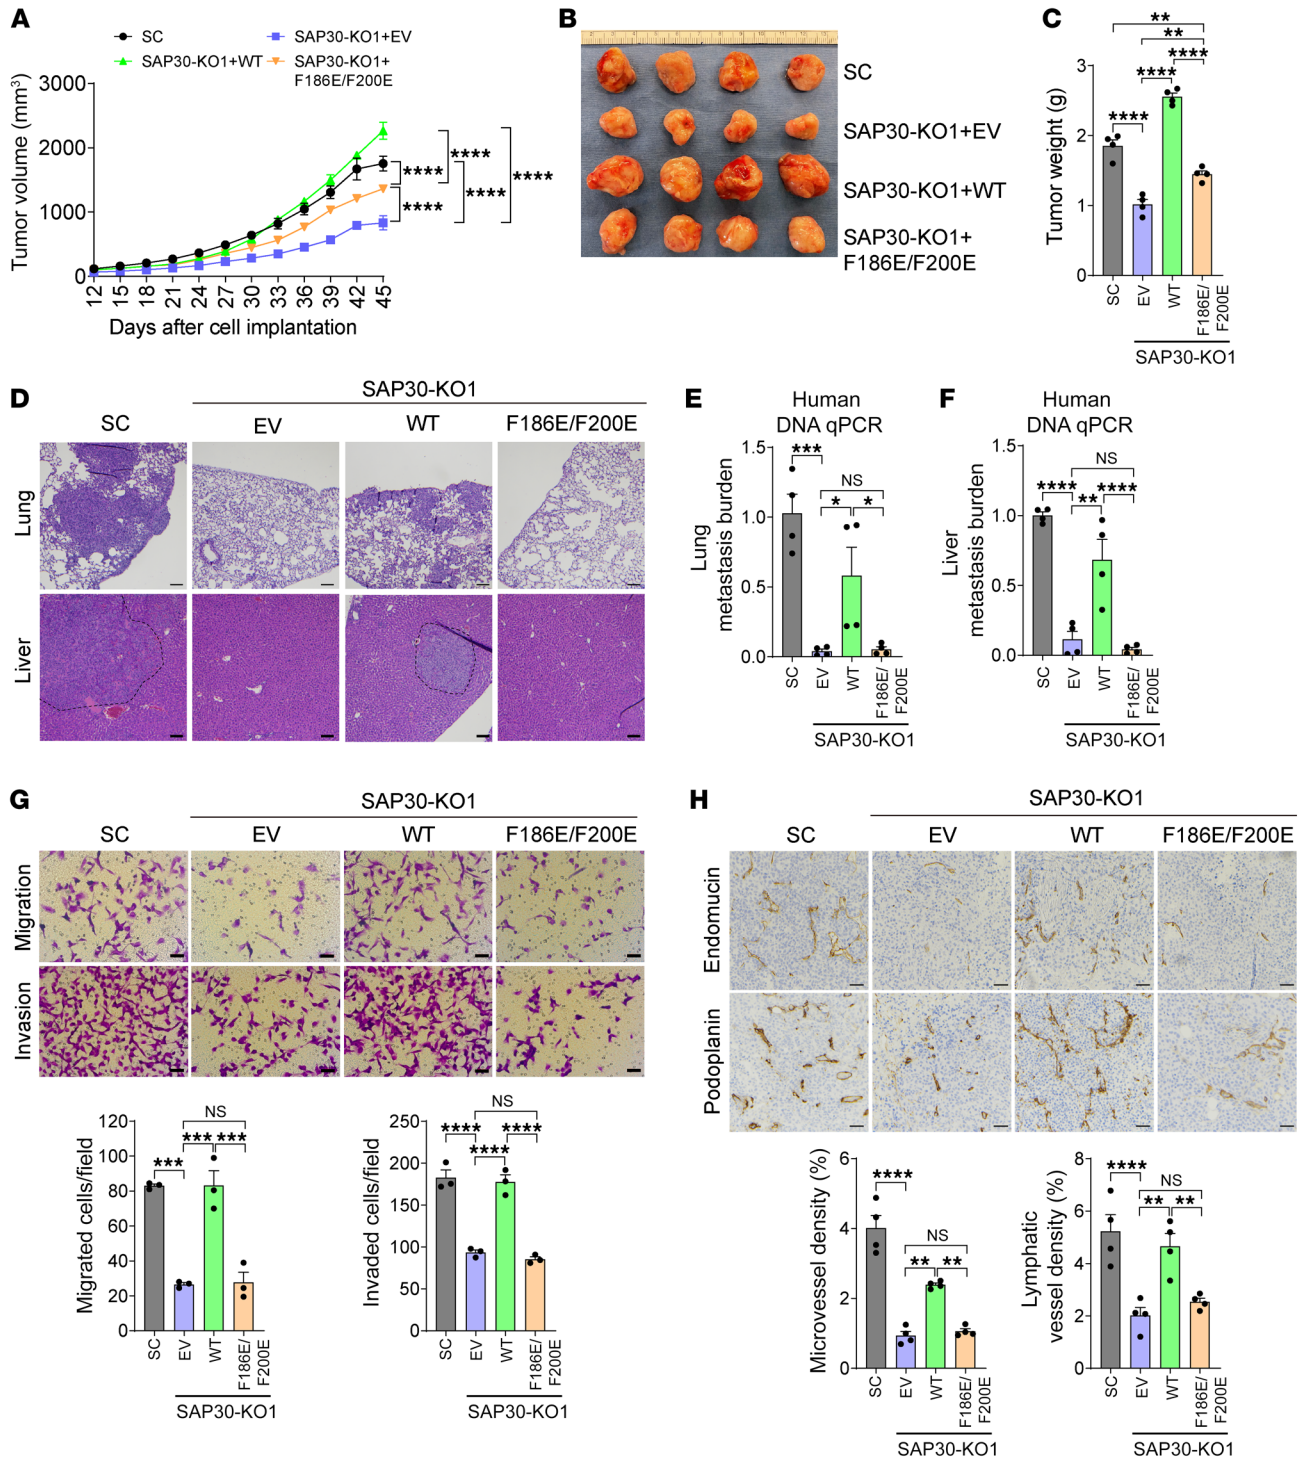 A
SC
SAP30-KO1+EV
SAP30-KO1+WT
SAP30-KO1+
F186E/F200E
Tumor volume (mm³)
3000
2000
1000
0
12 15 18 21 24 27 30 33 36 39 42 45
Days after cell implantation
****
****
****
****
****
B
SC
SAP30-KO1+EV
SAP30-KO1+WT
SAP30-KO1+
F186E/F200E
C
**
**
****
****
****
Tumor weight (g)
3
2
1
0
SC
EV
WT
F186E/
F200E
SAP30-KO1
D
SAP30-KO1
SC
EV
WT
F186E/F200E
Lung
Liver
E
Human
DNA qPCR
Lung
metastasis burden
1.5
1.0
0.5
0.0
***
NS
*
*
SC
EV
WT
F186E/
F200E
SAP30-KO1
F
Human
DNA qPCR
Liver
metastasis burden
1.5
1.0
0.5
0.0
NS
****
**
****
SC
EV
WT
F186E/
F200E
SAP30-KO1
G
SAP30-KO1
SC
EV
WT
F186E/F200E
Migration
Invasion
Migrated cells/field
120
100
80
60
40
20
0
NS
***
***
***
SC
EV
WT
F186E/
F200E
SAP30-KO1
Invaded cells/field
250
200
150
100
50
0
NS
****
****
****
SC
EV
WT
F186E/
F200E
SAP30-KO1
H
SAP30-KO1
SC
EV
WT
F186E/F200E
Endomucin
Podoplanin
Microvessel density (%)
6
4
2
0
****
NS
**
**
SC
EV
WT
F186E/
F200E
SAP30-KO1
Lymphatic
vessel density (%)
8
6
4
2
0
****
NS
**
**
SC
EV
WT
F186E/
F200E
SAP30-KO1